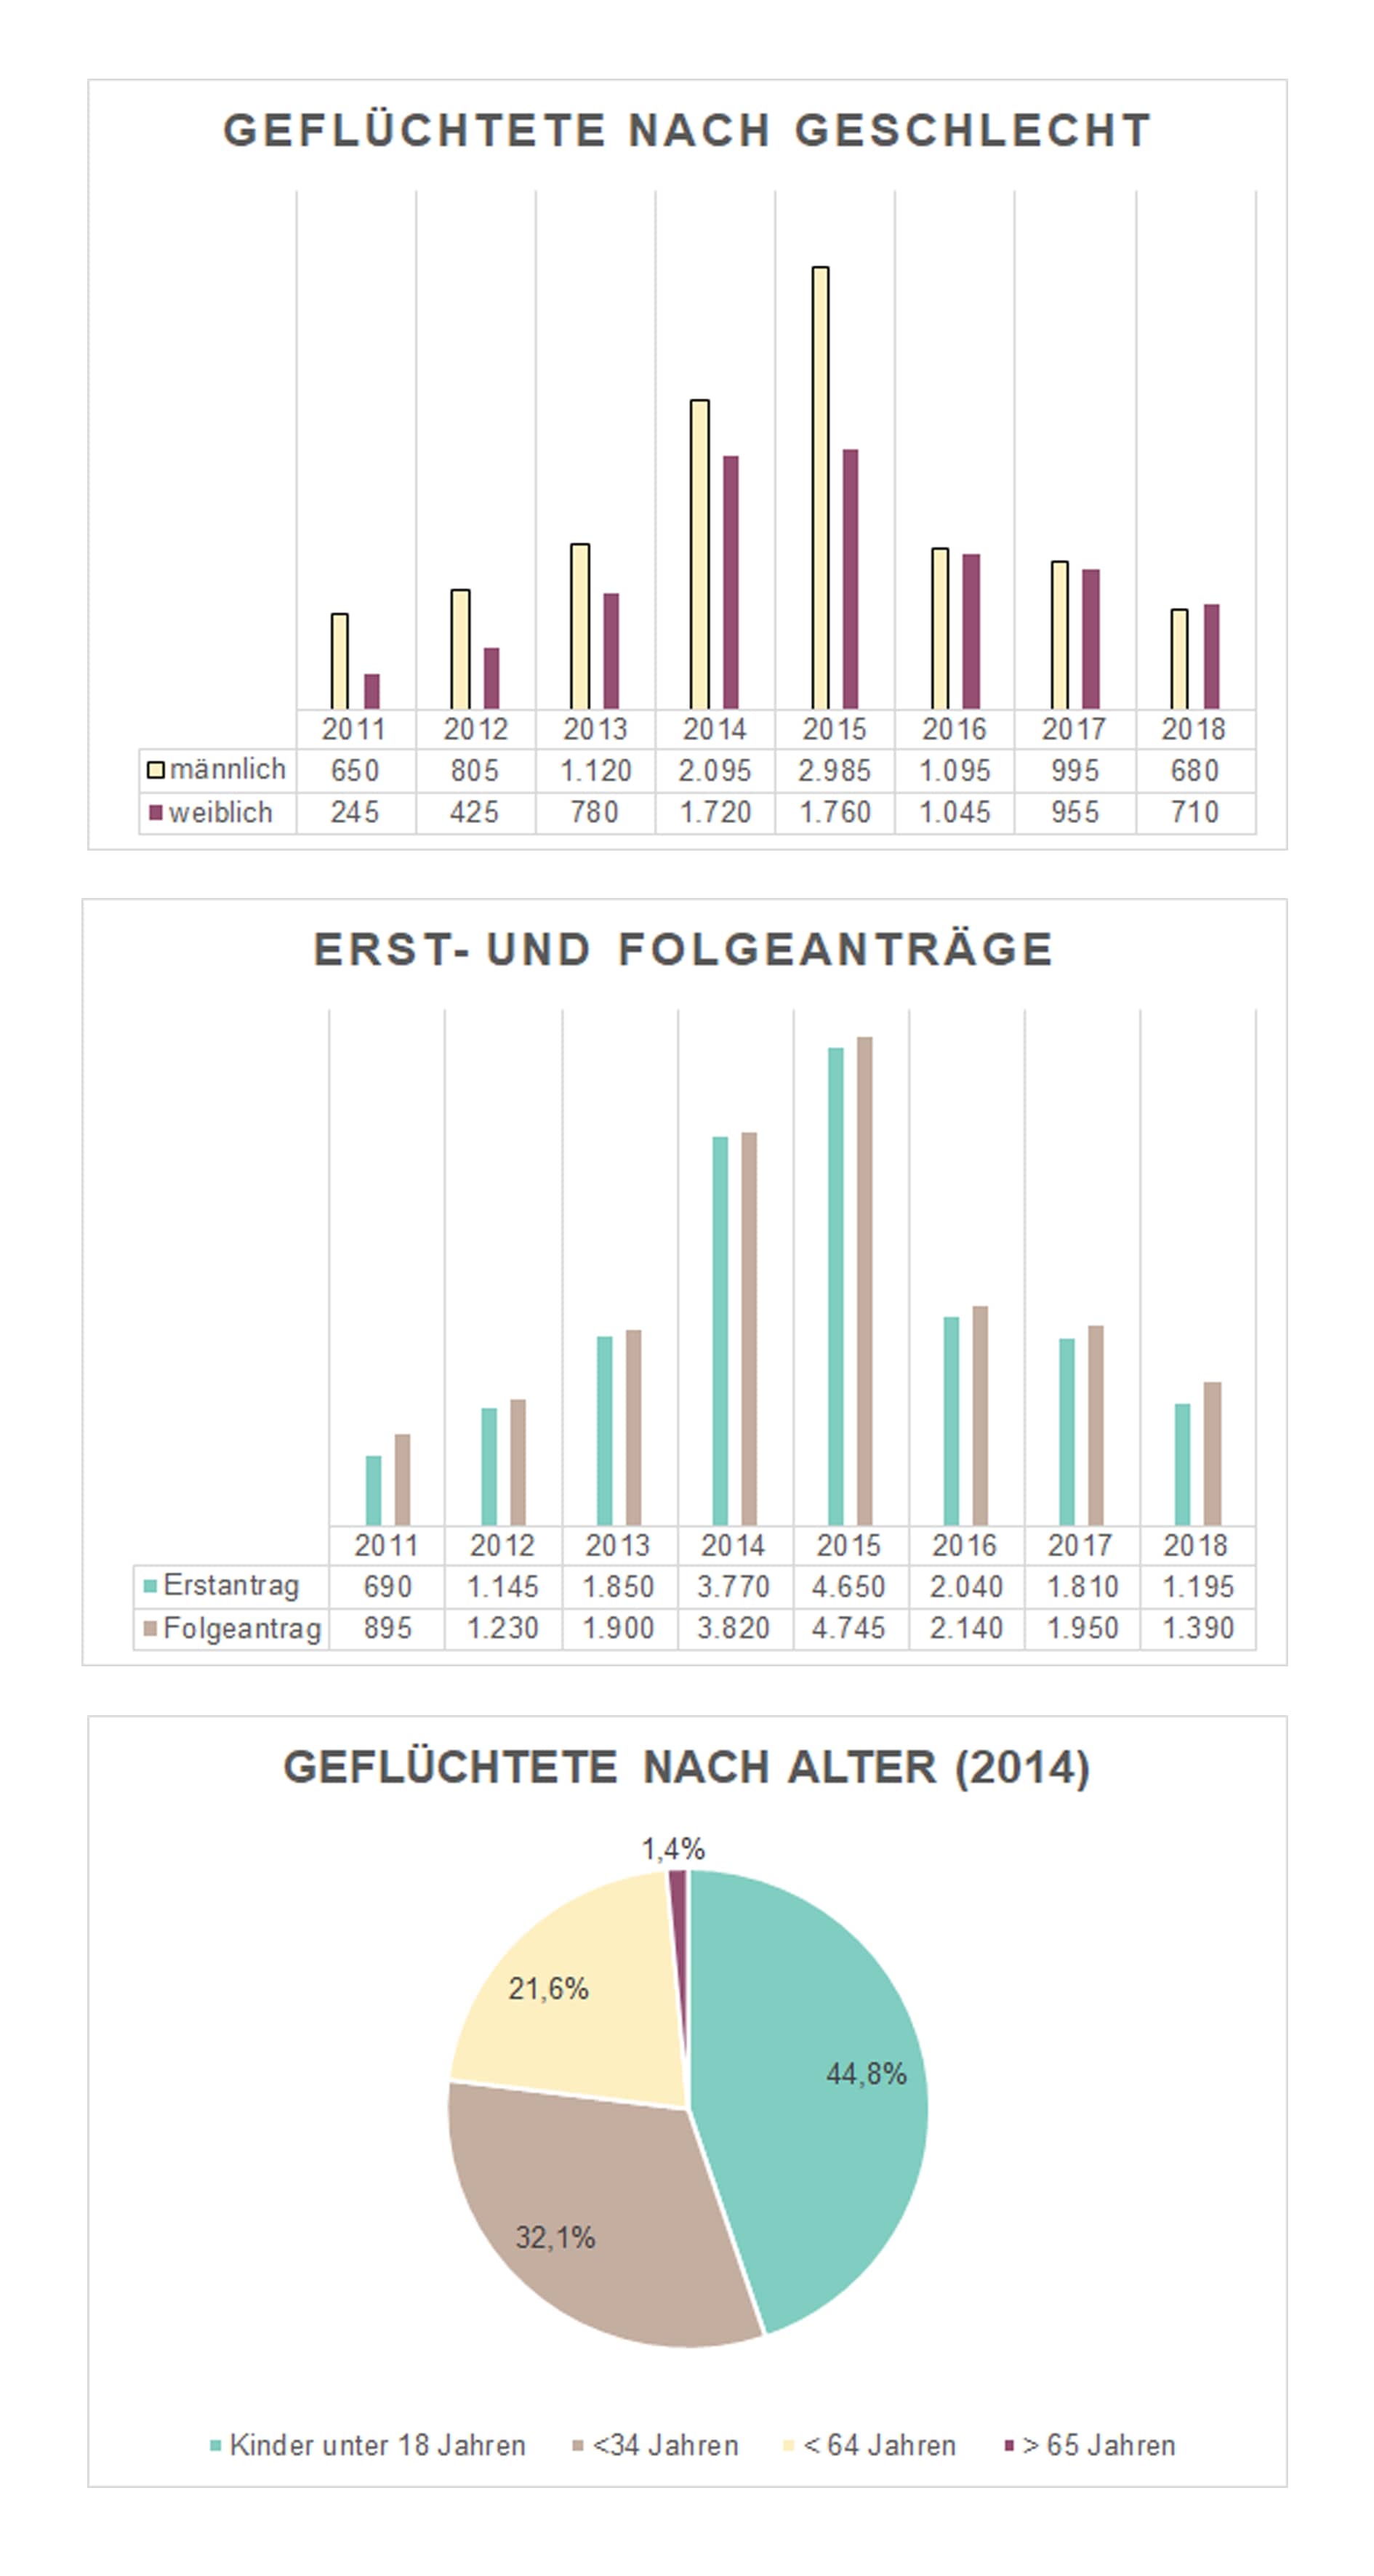 GEFLÜCHTETE NACH GESCHLECHT
2011 2012 2013 2014 2015 2016 2017 2018
männlich 650 805 1.120 2.095 2.985 1.095 995 680
weiblich 245 425 780 1.720 1.760 1.045 955 710
ERST- UND FOLGEANTRÄGE
2011 2012 2013 2014 2015 2016 2017 2018
Erstantrag 690 1.145 1.850 3.770 4.650 2.040 1.810 1.195
Folgeantrag 895 1.230 1.900 3.820 4.745 2.140 1.950 1.390
GEFLÜCHTETE NACH ALTER (2014)
1,4%
21,6%
44,8%
32,1%
Kinder unter 18 Jahren <34 Jahren < 64 Jahren > 65 Jahren